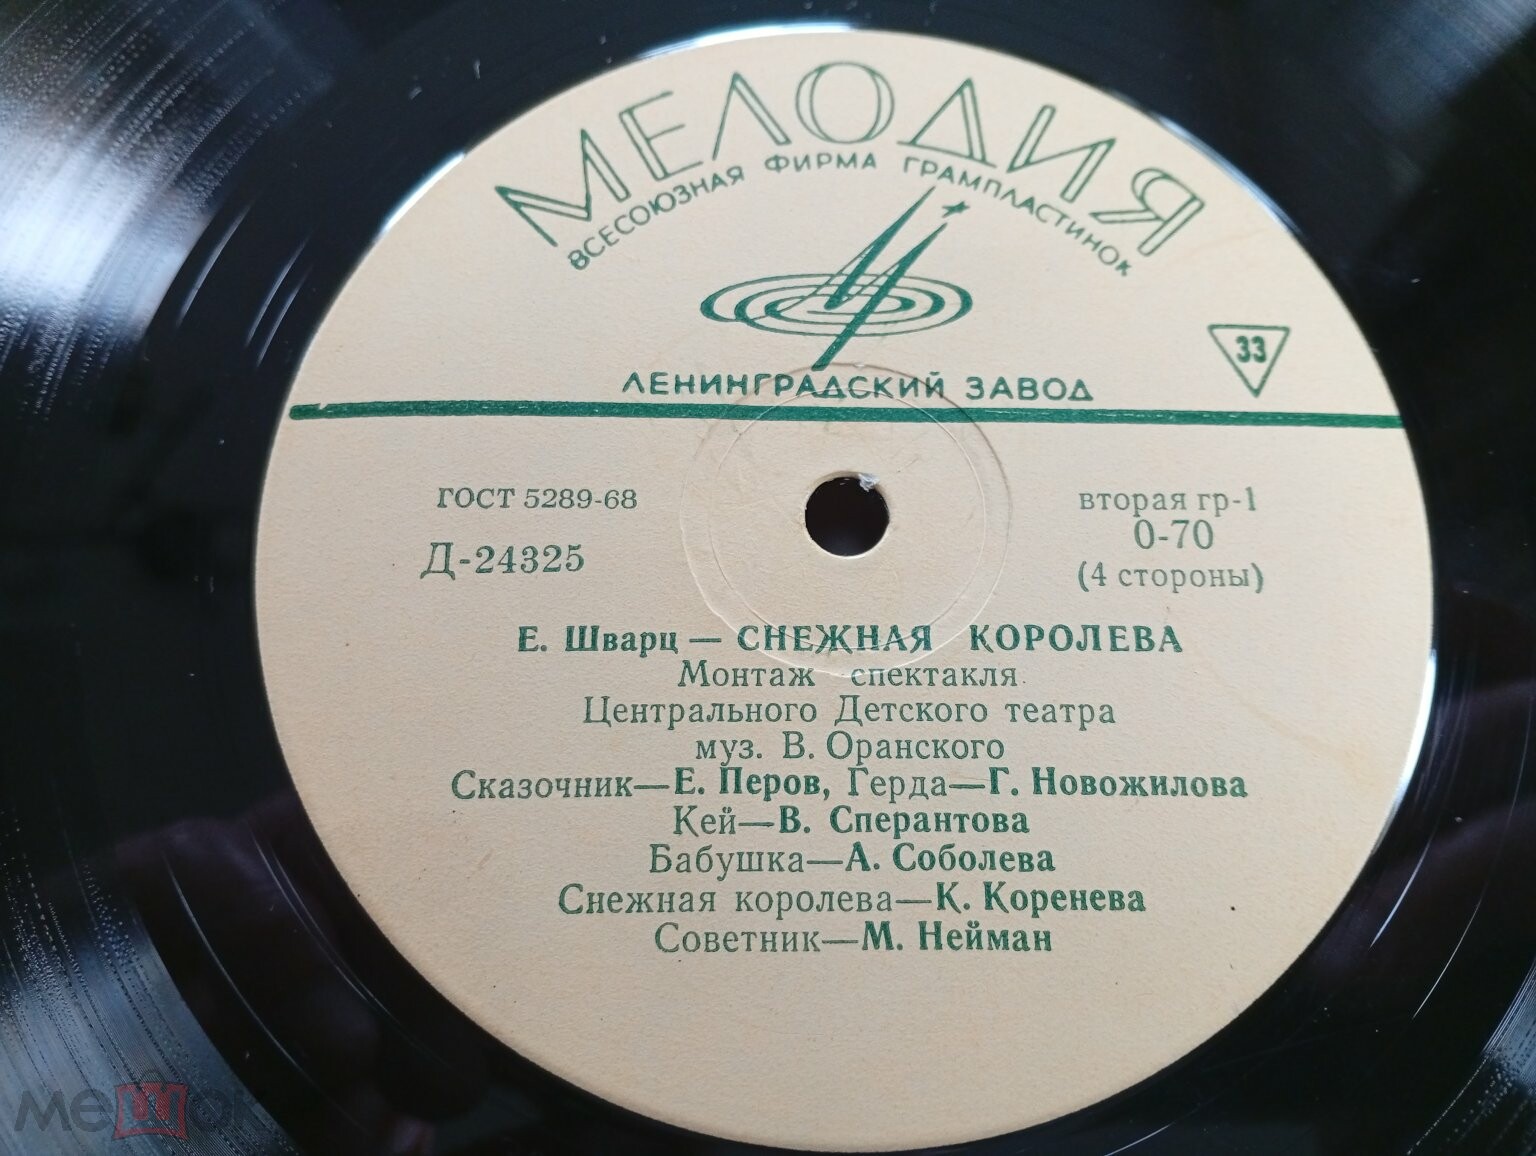 МЕЛОДИЯ
ВСЕСОЮЗНАЯ ФИРМА ГРАМПЛАСТИНОК
33
ЛЕНИНГРАДСКИЙ ЗАВОД
ГОСТ 5289-68
Д-24325
вторая гр-1
0-70
(4 стороны)
Е. Шварц — СНЕЖНАЯ КОРОЛЕВА
Монтаж спектакля
Центрального Детского театра
муз. В. Оранского
Сказочник—Е. Перов, Герда—Г. Новожилова
Кей—В. Сперантова
Бабушка—А. Соболева
Снежная королева—К. Коренева
Советник—М. Нейман
мешок